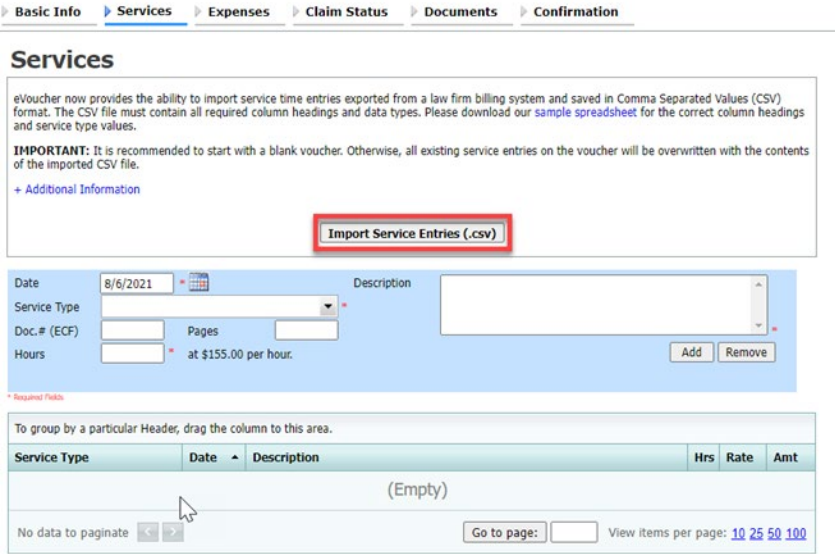 Basic Info Services Expenses Claim Status Documents Confirmation
Services
eVoucher now provides the ability to import service time entries exported from a law firm billing system and saved in Comma Separated Values (CSV)
format. The CSV file must contain all required column headings and data types. Please download our sample spreadsheet for the correct column headings
and service type values.
IMPORTANT: It is recommended to start with a blank voucher. Otherwise, all existing service entries on the voucher will be overwritten with the contents
of the imported CSV file.
+ Additional Information
Import Service Entries (.csv)
Date 8/6/2021 * Description
Service Type *
Doc.# (ECF) Pages *
Hours * at $155.00 per hour. Add Remove
* Required Fields
To group by a particular Header, drag the column to this area.
Service Type Date Description Hrs Rate Amt
(Empty)
No data to paginate < > Go to page: View items per page: 10 25 50 100